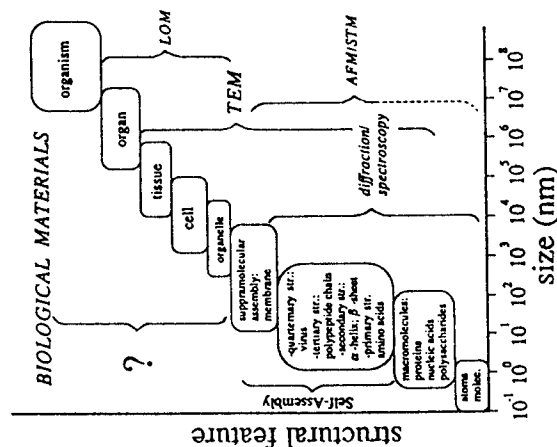 BIOLOGICAL MATERIALS
organism
organ
tissue
cell
organelle
supramolecular
assembly:
membrane
-quarternary str.:
virus
-tertiary str.:
polypeptide chain
-secondary str.:
α -helix; β -sheet
-primary str.
amino acids
macromolecules:
proteins
nucleic acids
polysaccharides
atoms
molec.
?
Self-Assembly
LOM
TEM
AFM/STM
diffraction/
spectroscopy
structural feature
10⁻¹ 10⁰ 10¹ 10² 10³ 10⁴ 10⁵ 10⁶ 10⁷ 10⁸
size (nm)